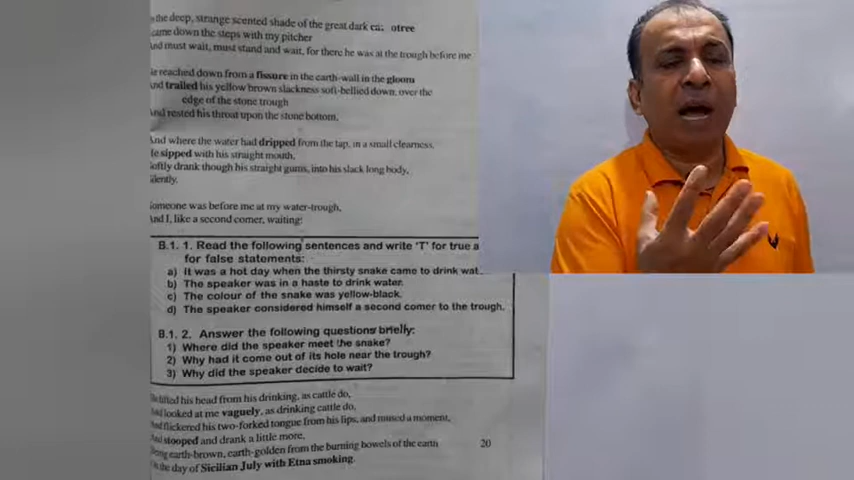 the deep, strange scented shade of the great dark
came down the steps with my pitcher
And must wait, must stand and wait, for there he was at the trough before me
He reached down from a fissure in the earth-wall in the gloom
And trailed his yellow brown slackness soft-bellied down, over the
edge of the stone trough
And rested his throat upon the stone bottom,
And where the water had dripped from the tap, in a small clearness,
He sipped with his straight mouth,
Softly drank though his straight gums, into his slack long body,
Silently.
Someone was before me at my water-trough,
And I, like a second comer, waiting:
B.1. 1. Read the following sentences and write 'T' for true a
for false statements:
a) It was a hot day when the thirsty snake came to drink wat
b) The speaker was in a haste to drink water.
c) The colour of the snake was yellow-black.
d) The speaker considered himself a second comer to the trough.
B.1. 2. Answer the following questions briefly:
1) Where did the speaker meet the snake?
2) Why had it come out of its hole near the trough?
3) Why did the speaker decide to wait?
He lifted his head from his drinking, as cattle do,
And looked at me vaguely, as drinking cattle do,
And flickered his two-forked tongue from his lips, and mused a moment,
And stooped and drank a little more,
Being earth-brown, earth-golden from the burning bowels of the earth
On the day of Sicilian July with Etna smoking.
20